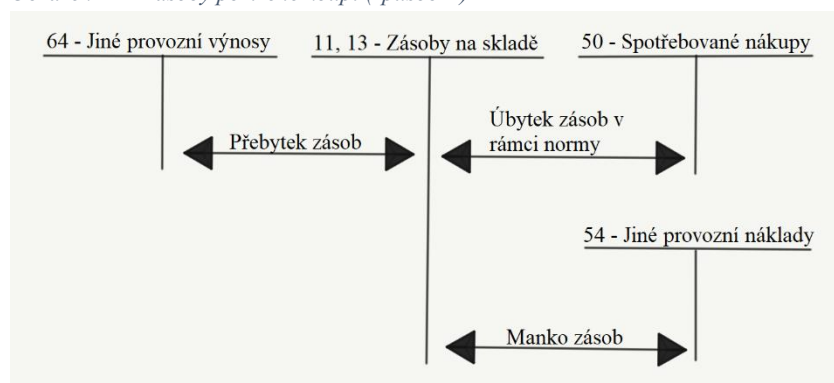 64 - Jiné provozní výnosy
11, 13 - Zásoby na skladě
50 - Spotřebované nákupy
Přebytek zásob
Úbytek zásob v
rámci normy
54 - Jiné provozní náklady
Manko zásob